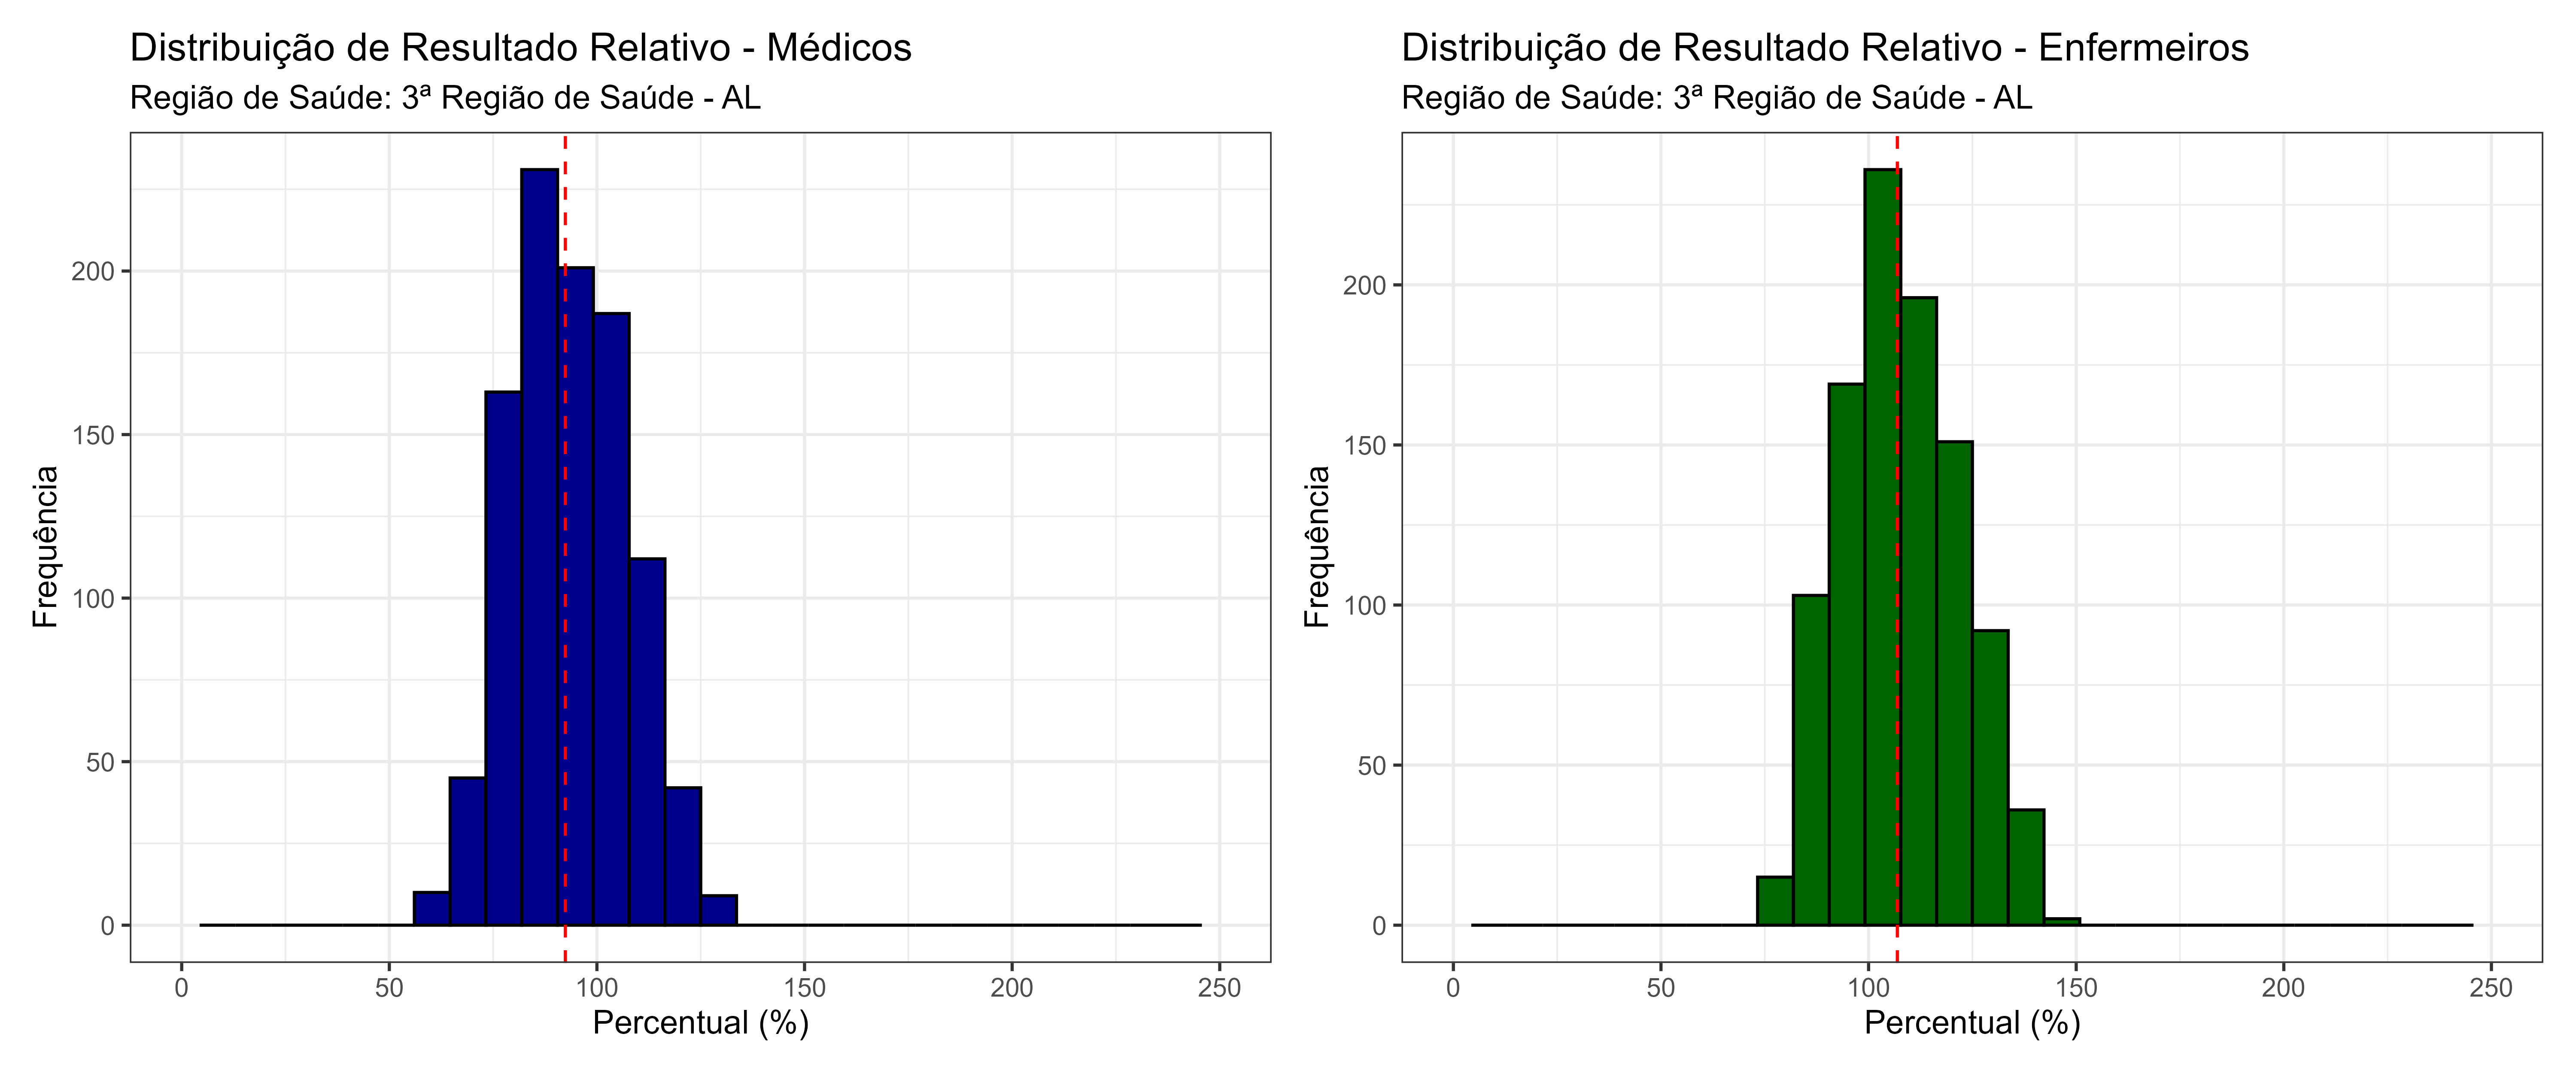 Distribuição de Resultado Relativo - Médicos
Região de Saúde: 3ª Região de Saúde - AL
Frequência
200
150
100
50
0
0 50 100 150 200 250
Percentual (%)
Distribuição de Resultado Relativo - Enfermeiros
Região de Saúde: 3ª Região de Saúde - AL
Frequência
200
150
100
50
0
0 50 100 150 200 250
Percentual (%)